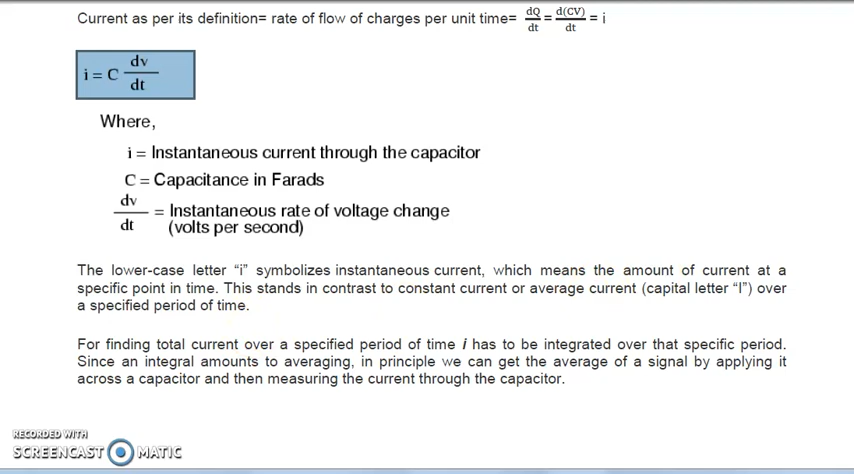 Current as per its definition= rate of flow of charges per unit time= dQ/dt = d(CV)/dt = i
i = C dv/dt
Where,
i = Instantaneous current through the capacitor
C = Capacitance in Farads
dv/dt = Instantaneous rate of voltage change
(volts per second)
The lower-case letter “i” symbolizes instantaneous current, which means the amount of current at a
specific point in time. This stands in contrast to constant current or average current (capital letter “I”) over
a specified period of time.
For finding total current over a specified period of time i has to be integrated over that specific period.
Since an integral amounts to averaging, in principle we can get the average of a signal by applying it
across a capacitor and then measuring the current through the capacitor.
RECORDED WITH
SCREENCAST O MATIC